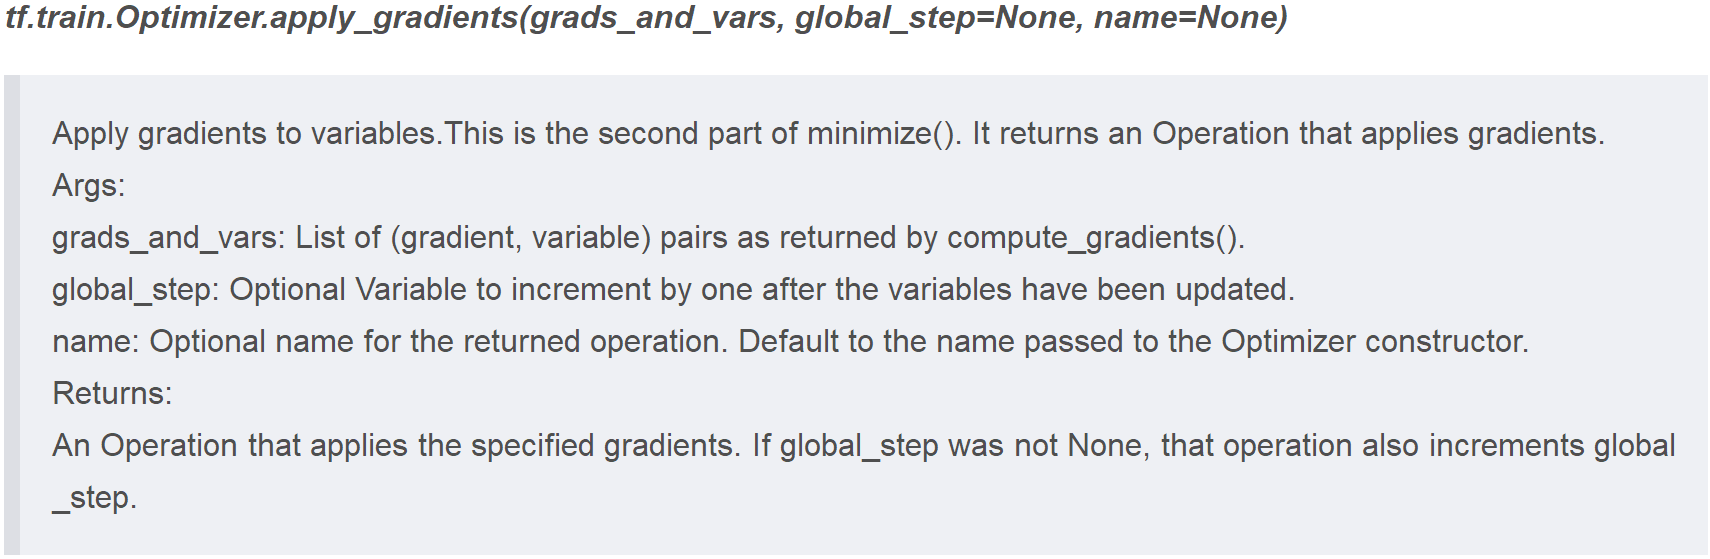 tf.train.Optimizer.apply_gradients(grads_and_vars, global_step=None, name=None)
Apply gradients to variables.This is the second part of minimize(). It returns an Operation that applies gradients.
Args:
grads_and_vars: List of (gradient, variable) pairs as returned by compute_gradients().
global_step: Optional Variable to increment by one after the variables have been updated.
name: Optional name for the returned operation. Default to the name passed to the Optimizer constructor.
Returns:
An Operation that applies the specified gradients. If global_step was not None, that operation also increments global
_step.